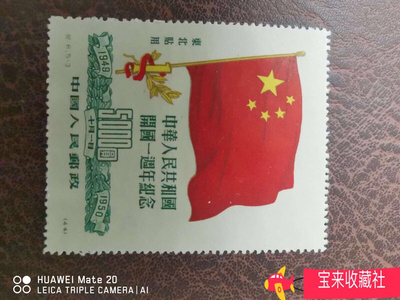 東北貼用
中華人民共和國
開國一週年紀念
1949
5000圓
十月一日
1950
中國人民郵政
HUAWEI Mate 20
LEICA TRIPLE CAMERA | AI
宝来收藏社